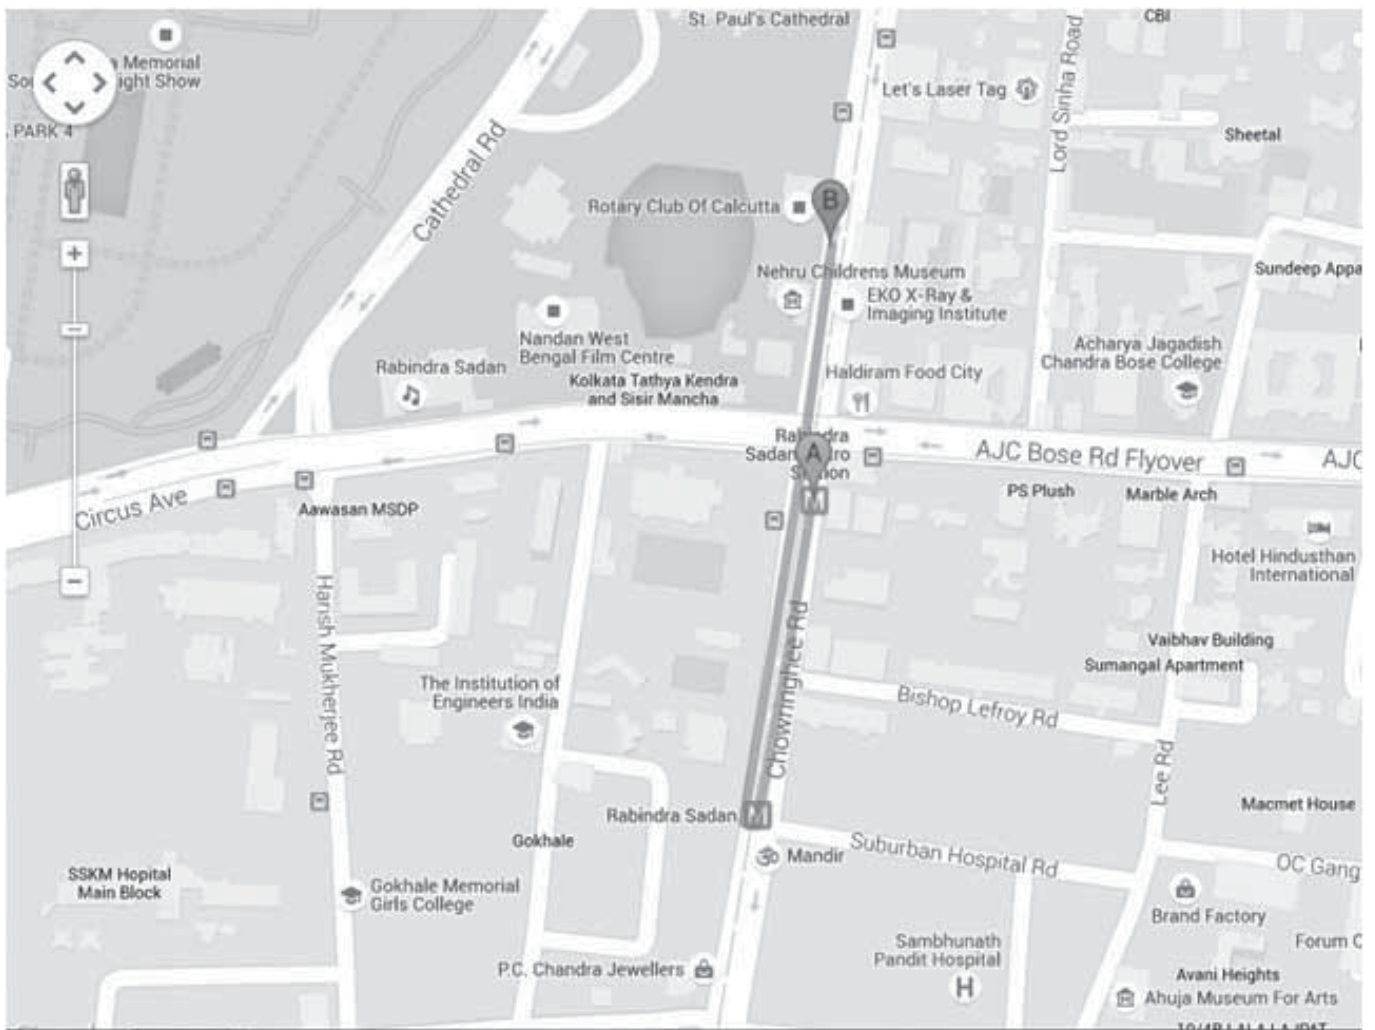 St. Paul's Cathedral
CBI
Memorial
ight Show
PARK 4
Let's Laser Tag
Lord Sinha Road
Sheetal
Cathedral Rd
Rotary Club Of Calcutta
B
Nehru Childrens Museum
EKO X-Ray &
Imaging Institute
Sundeep Appa
Nandan West
Bengal Film Centre
Rabindra Sadan
Kolkata Tathya Kendra
and Sisir Mancha
Haldiram Food City
Acharya Jagadish
Chandra Bose College
A
M
AJC Bose Rd Flyover
AJC
Circus Ave
Aawasan MSDP
PS Plush
Marble Arch
Hotel Hindusthan
International
Harish Mukherjee Rd
Chowringhee Rd
Vaibhav Building
Sumangal Apartment
The Institution of
Engineers India
Bishop Lefroy Rd
Lee Rd
Rabindra Sadan
M
Macmet House
Gokhale
ॐ Mandir
Suburban Hospital Rd
OC Gang
SSKM Hopital
Main Block
Gokhale Memorial
Girls College
Brand Factory
Sambhunath
Pandit Hospital
H
Forum C
P.C. Chandra Jewellers
Avani Heights
Ahuja Museum For Arts